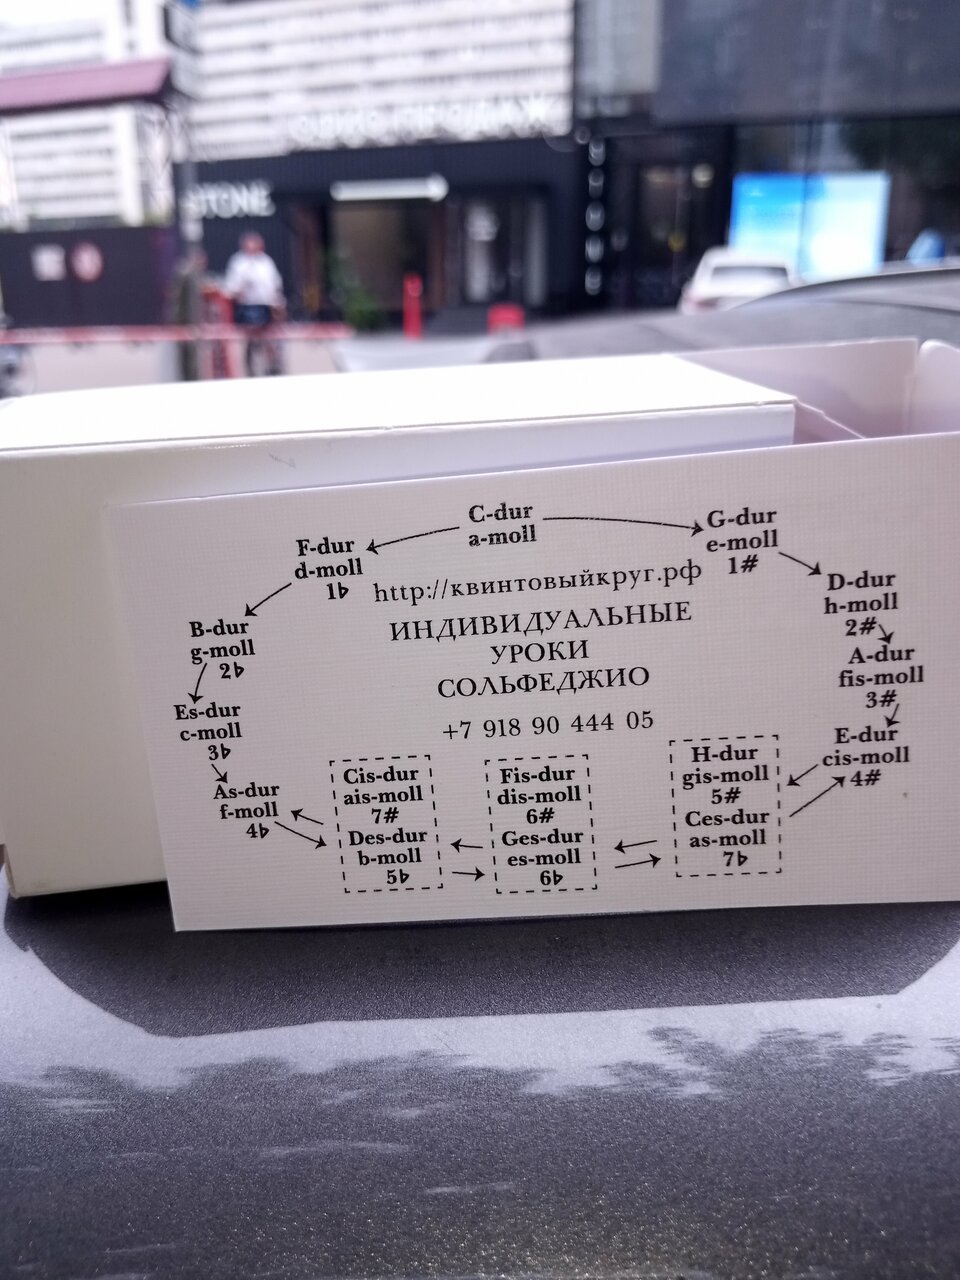 STONE
C-dur
a-moll
G-dur
e-moll
1#
F-dur
d-moll
1♭
http://квинтовыйкруг.рф
D-dur
h-moll
2#
B-dur
g-moll
2♭
ИНДИВИДУАЛЬНЫЕ
УРОКИ
СОЛЬФЕДЖИО
A-dur
fis-moll
3#
Es-dur
c-moll
3♭
+7 918 90 444 05
E-dur
cis-moll
4#
As-dur
f-moll
4♭
Cis-dur
ais-moll
7#
Des-dur
b-moll
5♭
Fis-dur
dis-moll
6#
Ges-dur
es-moll
6♭
H-dur
gis-moll
5#
Ces-dur
as-moll
7♭